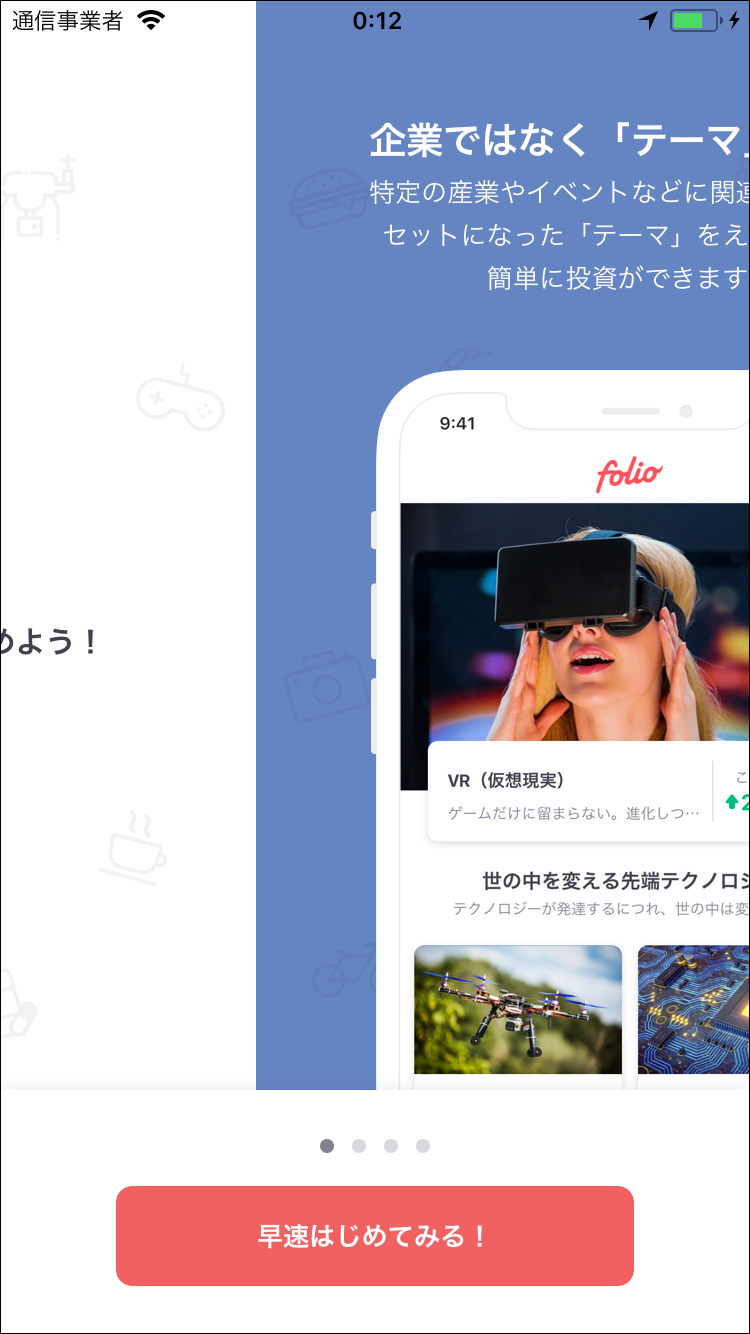 通信事業者
0:12
企業ではなく「テーマ」
特定の産業やイベントなどに関連
セットになった「テーマ」をえ
簡単に投資ができます
9:41
folio
めよう！
VR（仮想現実）
ゲームだけに留まらない。進化しつ…
こ
2
世の中を変える先端テクノロジ
テクノロジーが発達するにつれ、世の中は変
早速はじめてみる！